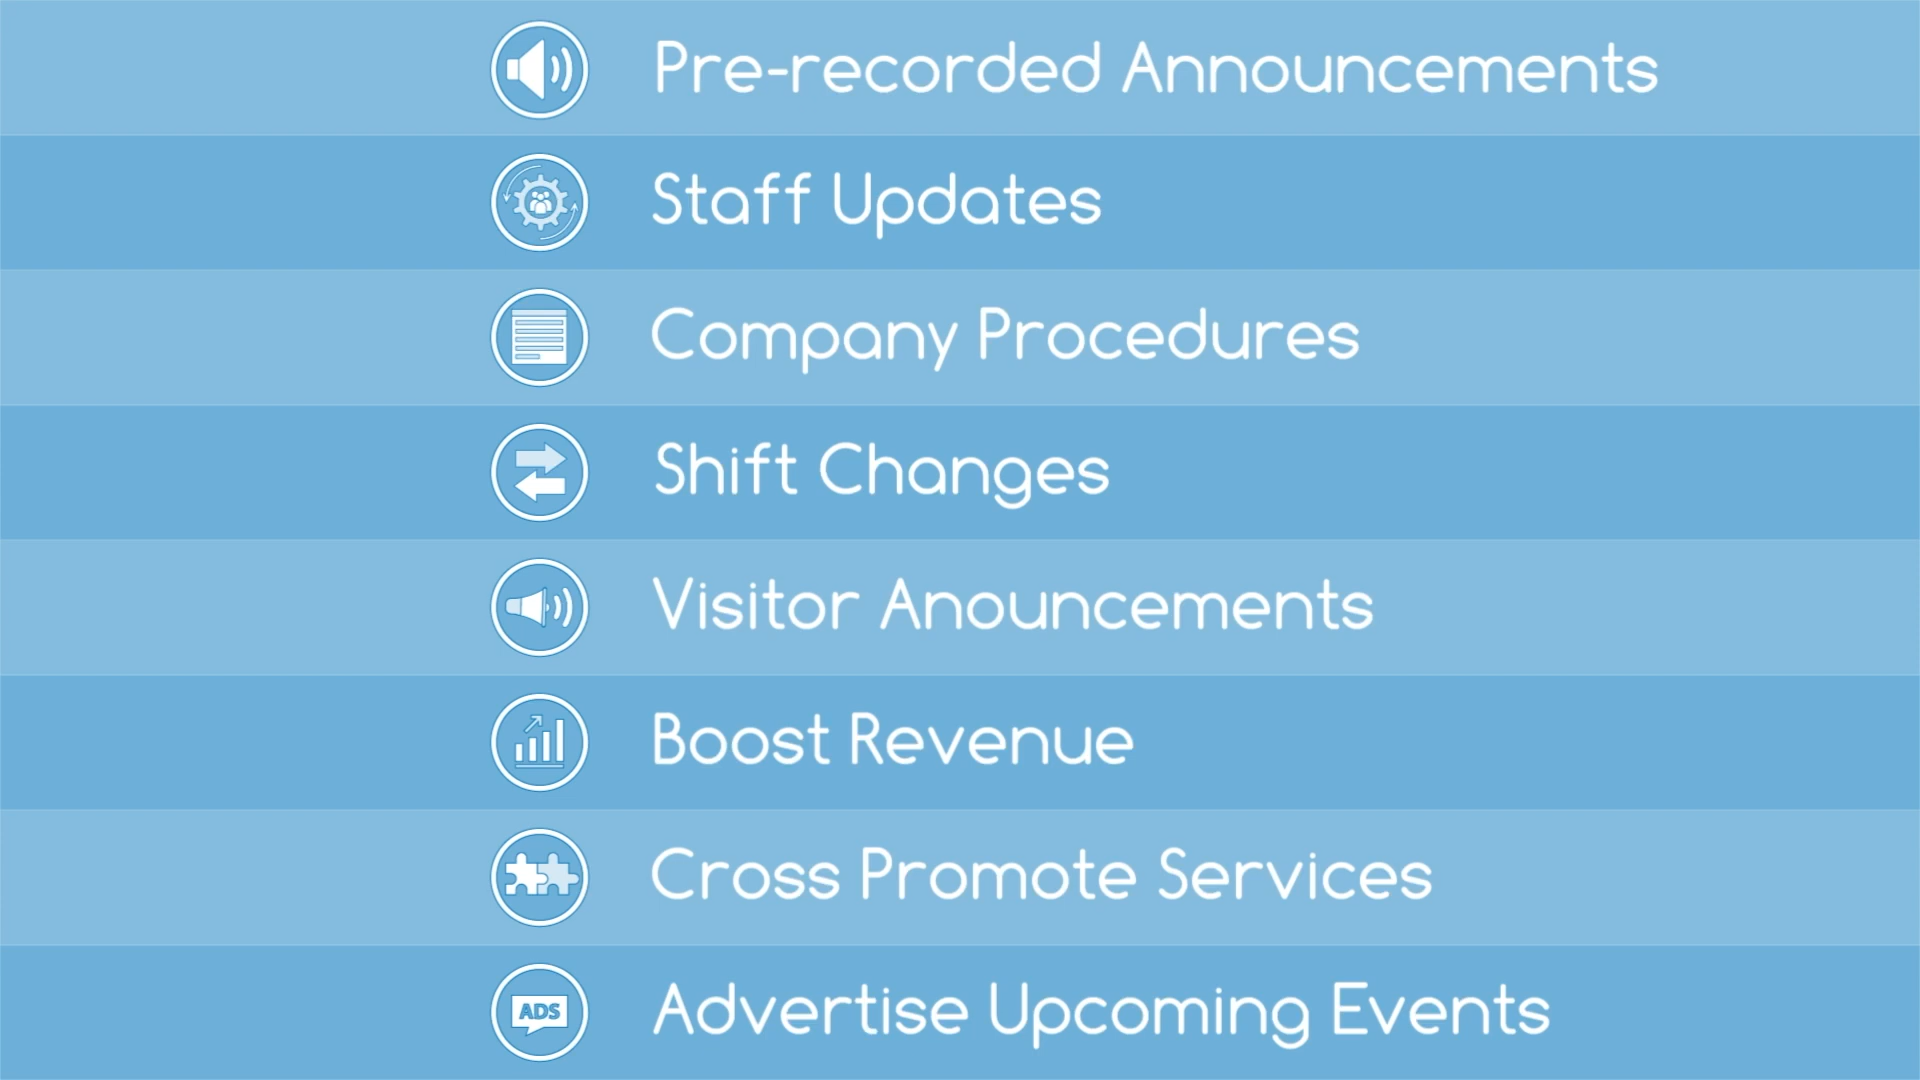 Pre-recorded Announcements
Staff Updates
Company Procedures
Shift Changes
Visitor Anouncements
Boost Revenue
Cross Promote Services
ADS Advertise Upcoming Events